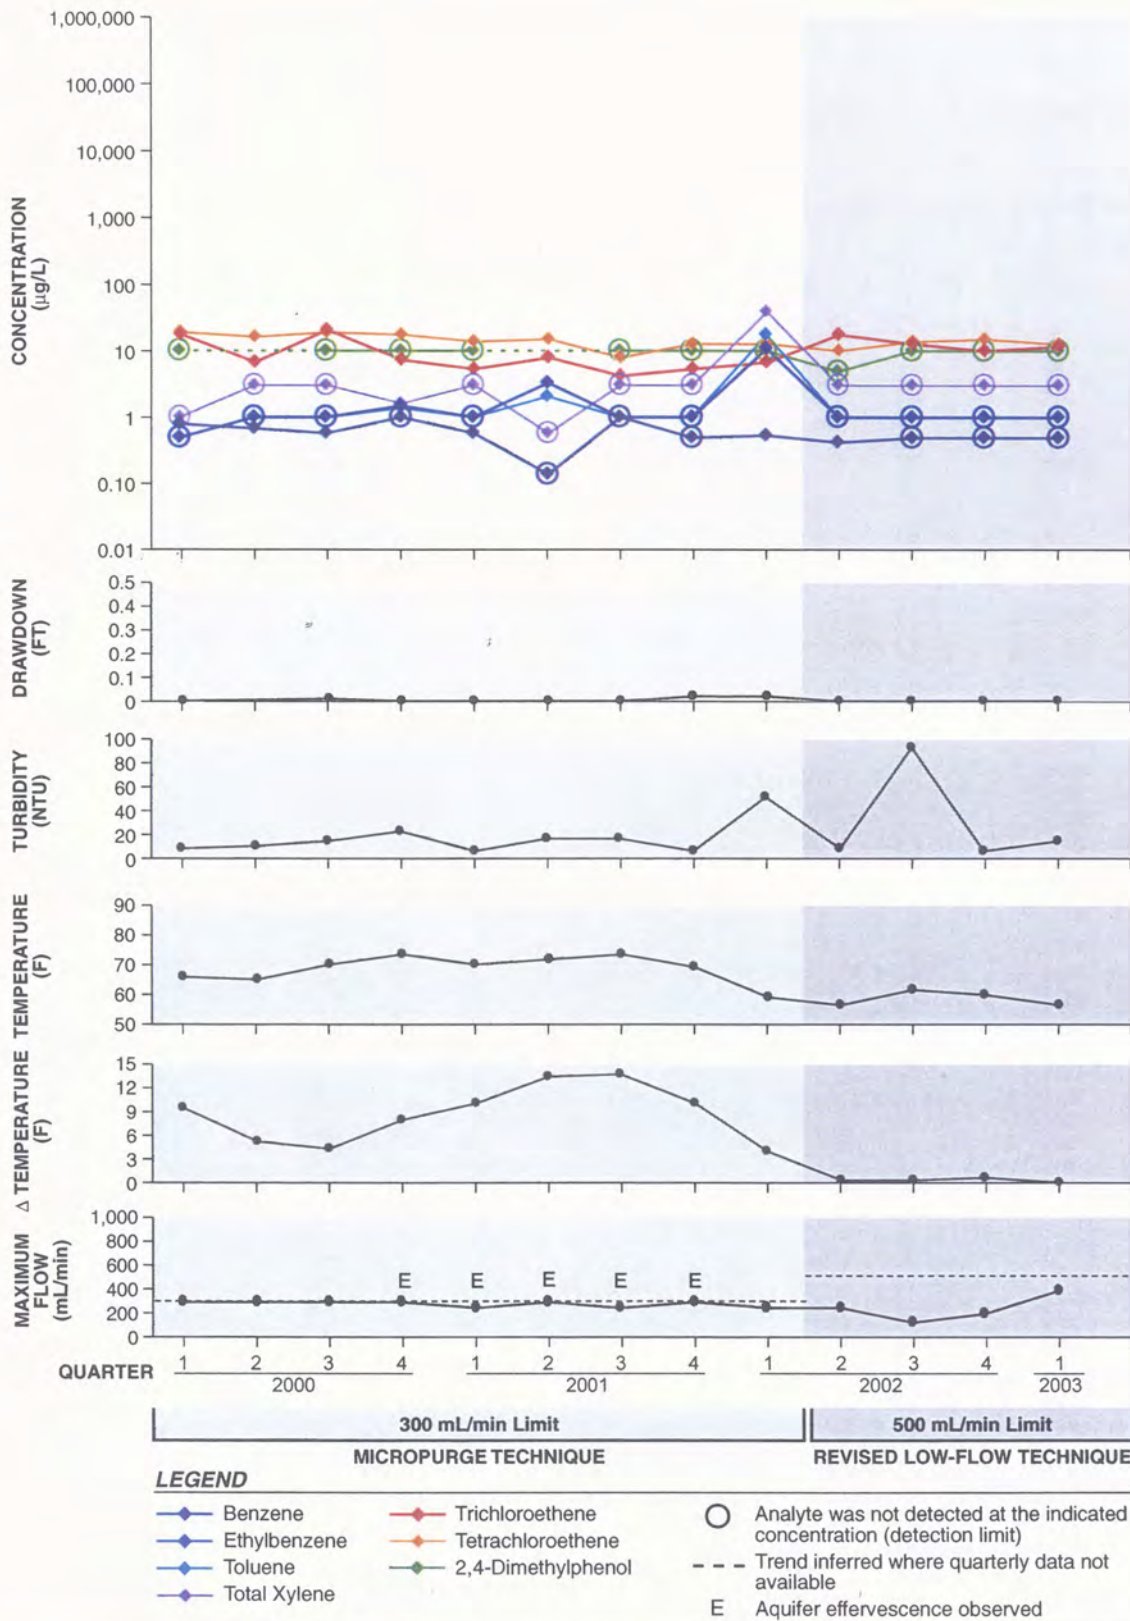 1,000,000
100,000
10,000
1,000
100
10
1
0.10
0.01
CONCENTRATION
(µg/L)
0.5
0.4
0.3
0.2
0.1
0
DRAWDOWN
(FT)
100
80
60
40
20
0
TURBIDITY
(NTU)
90
80
70
60
50
TEMPERATURE
(F)
15
12
9
6
3
0
Δ TEMPERATURE
(F)
1,000
800
600
400
200
0
MAXIMUM
FLOW
(mL/min)
E E E E E
QUARTER 1 2 3 4 1 2 3 4 1 2 3 4 1
2000 2001 2002 2003
300 mL/min Limit 500 mL/min Limit
MICROPURGE TECHNIQUE REVISED LOW-FLOW TECHNIQUE
LEGEND
Benzene
Ethylbenzene
Toluene
Total Xylene
Trichloroethene
Tetrachloroethene
2,4-Dimethylphenol
Analyte was not detected at the indicated
concentration (detection limit)
Trend inferred where quarterly data not
available
E Aquifer effervescence observed